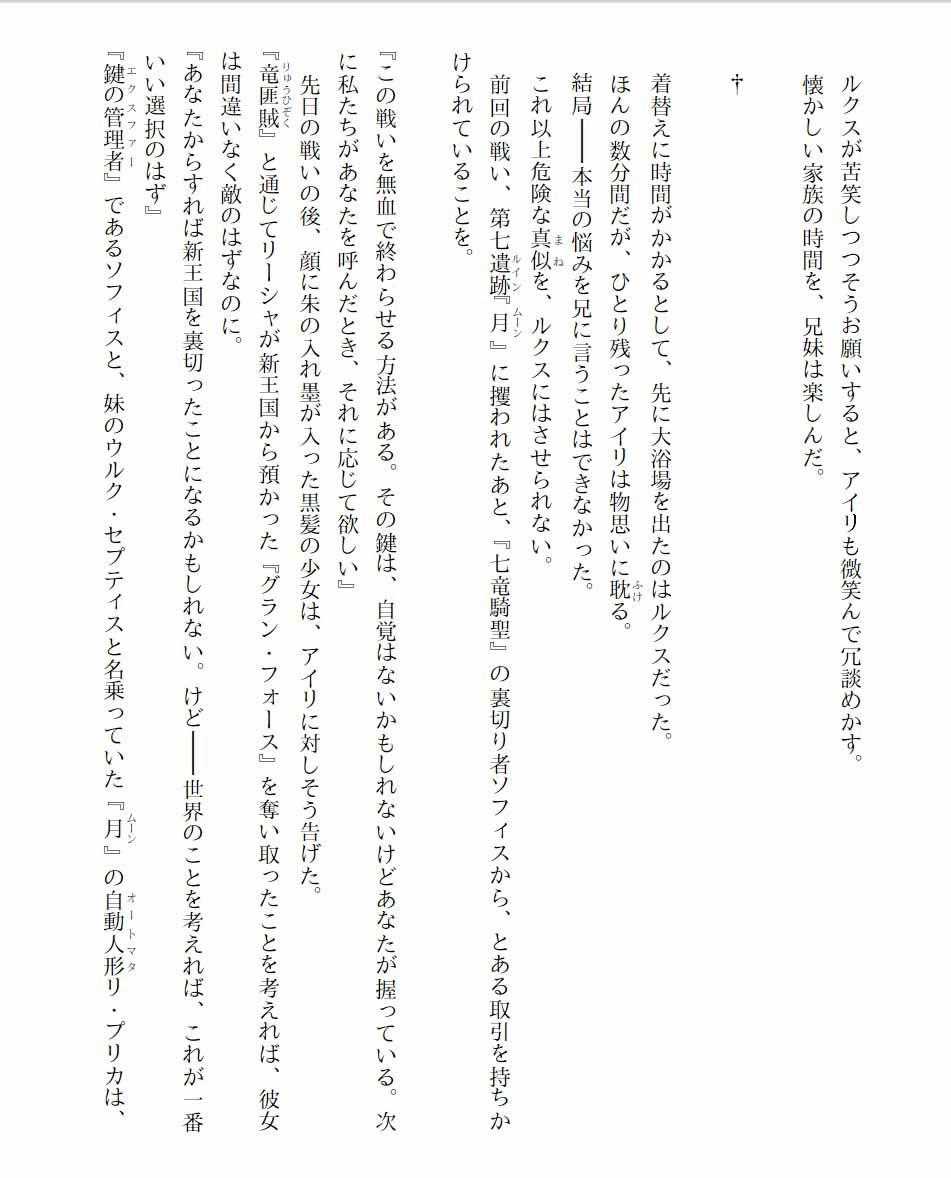 ルクスが苦笑しつつそうお願いすると、アイリも微笑んで冗談めかす。
懐かしい家族の時間を、兄妹は楽しんだ。
†
着替えに時間がかかるとして、先に大浴場を出たのはルクスだった。
ほんの数分間だが、ひとり残ったアイリは物思いに耽る。
結局――本当の悩みを兄に言うことはできなかった。
これ以上危険な真似を、ルクスにはさせられない。
前回の戦い、第七遺跡『月』に攫われたあと、『七竜騎聖』の裏切り者ソフィスから、とある取引を持ちか
けられていることを。
『この戦いを無血で終わらせる方法がある。その鍵は、自覚はないかもしれないけどあなたが握っている。次
に私たちがあなたを呼んだとき、それに応じて欲しい』
先日の戦いの後、顔に朱の入れ墨が入った黒髪の少女は、アイリに対しそう告げた。
『竜匪賊』と通じてリーシャが新王国から預かった『グラン・フォース』を奪い取ったことを考えれば、彼女
は間違いなく敵のはずなのに。
『あなたからすれば新王国を裏切ったことになるかもしれない。けど――世界のことを考えれば、これが一番
いい選択のはず』
『鍵の管理者』であるソフィスと、妹のウルク・セプティスと名乗っていた『月』の自動人形リ・プリカは、